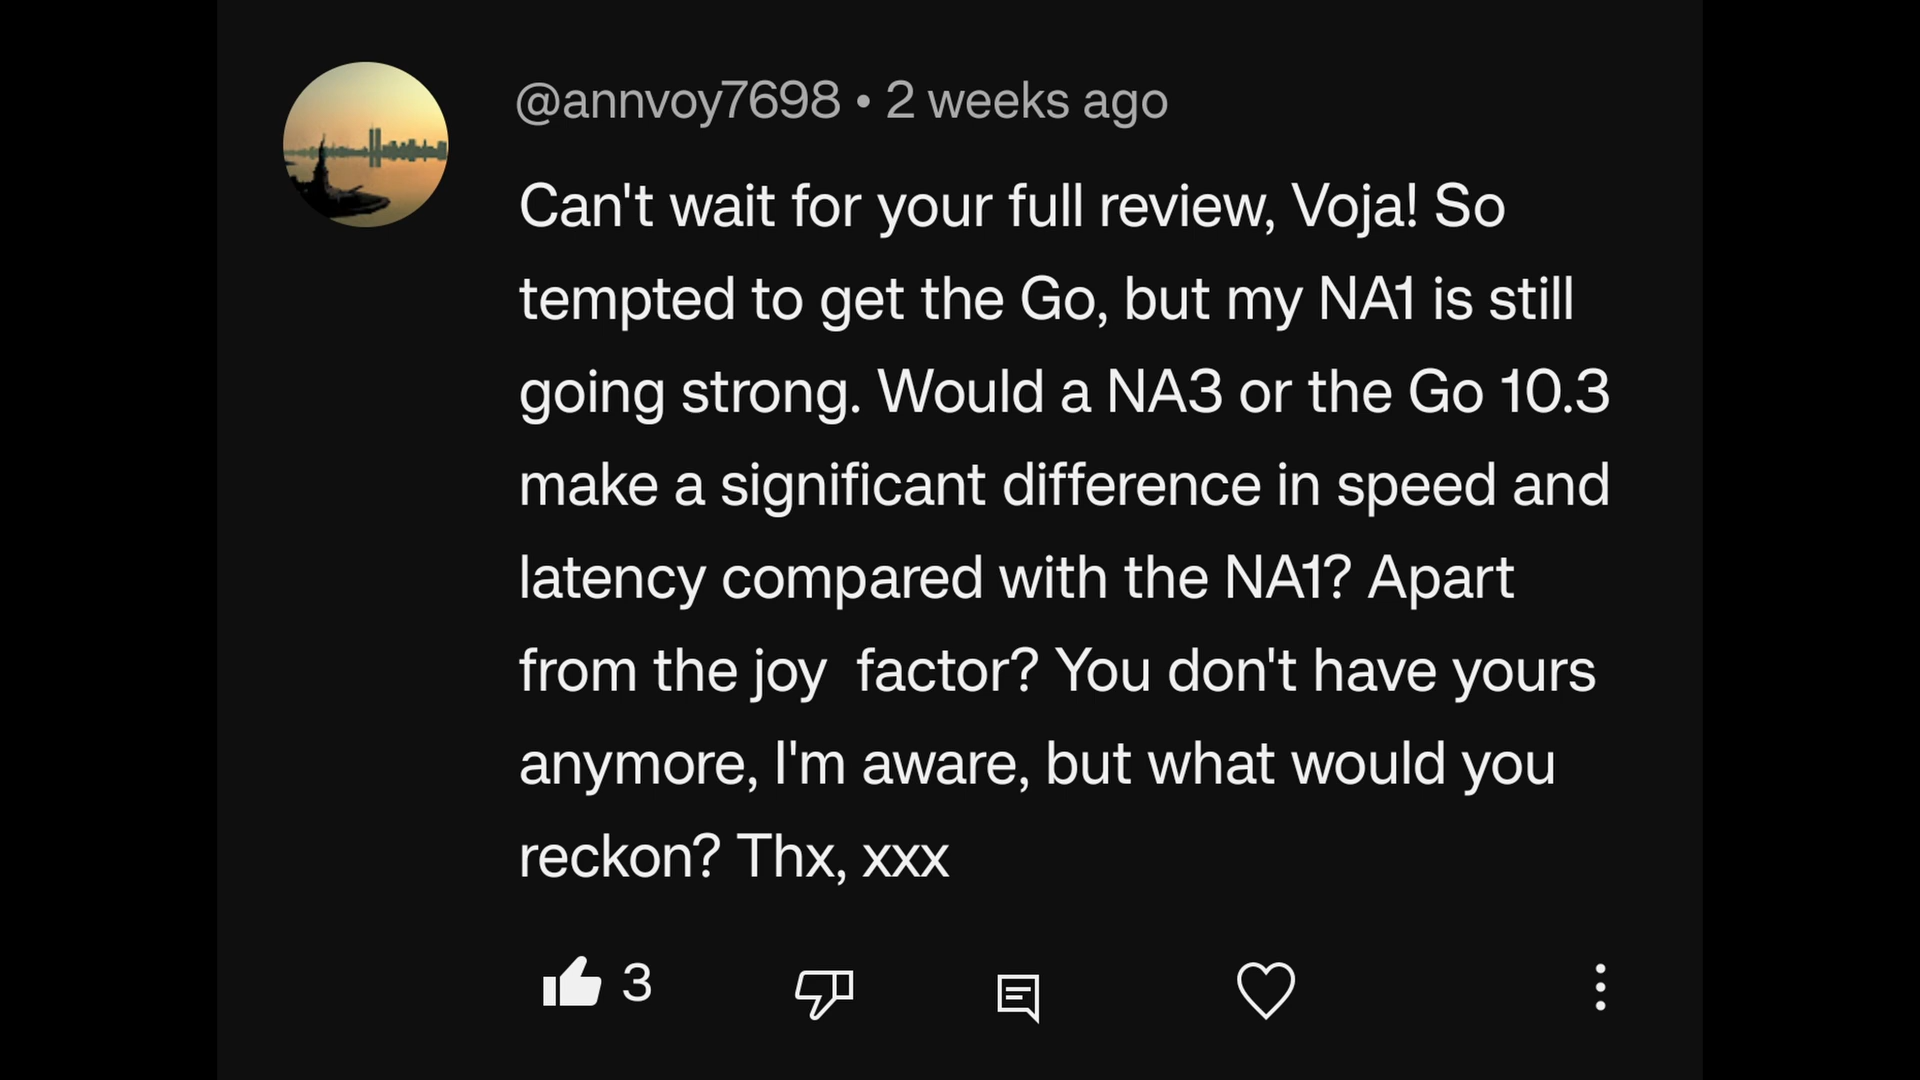 @annvoy7698 • 2 weeks ago
Can't wait for your full review, Voja! So
tempted to get the Go, but my NA1 is still
going strong. Would a NA3 or the Go 10.3
make a significant difference in speed and
latency compared with the NA1? Apart
from the joy  factor? You don't have yours
anymore, I'm aware, but what would you
reckon? Thx, xxx
3